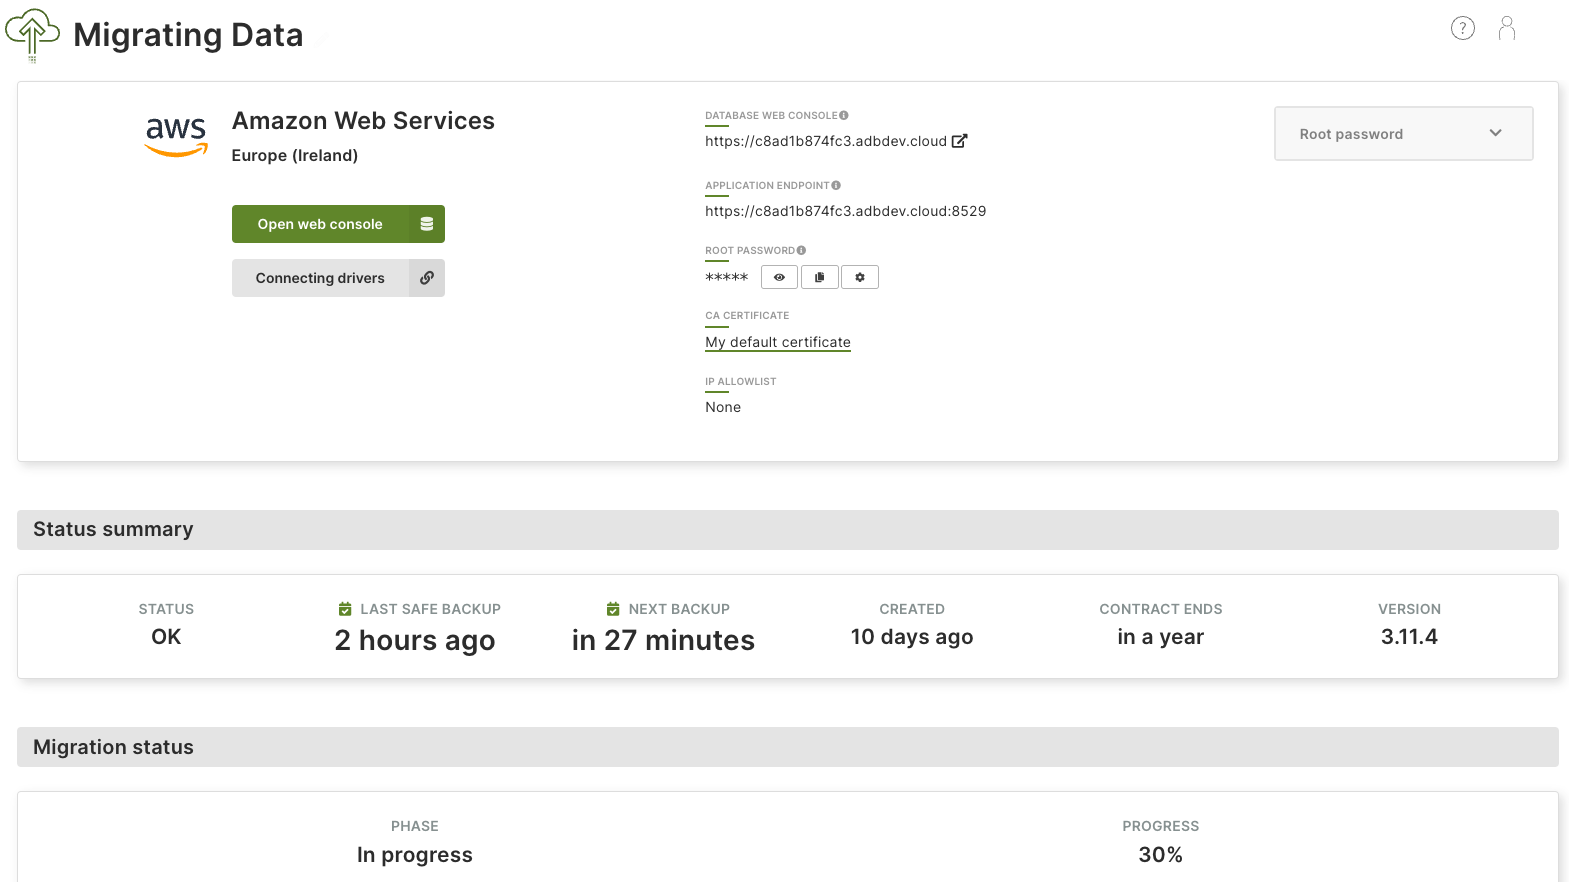 Migrating Data
?
aws
Amazon Web Services
Europe (Ireland)
Open web console
Connecting drivers
DATABASE WEB CONSOLE
https://c8ad1b874fc3.adbdev.cloud
APPLICATION ENDPOINT
https://c8ad1b874fc3.adbdev.cloud:8529
ROOT PASSWORD
*****
CA CERTIFICATE
My default certificate
IP ALLOWLIST
None
Root password
Status summary
STATUS
OK
LAST SAFE BACKUP
2 hours ago
NEXT BACKUP
in 27 minutes
CREATED
10 days ago
CONTRACT ENDS
in a year
VERSION
3.11.4
Migration status
PHASE
In progress
PROGRESS
30%